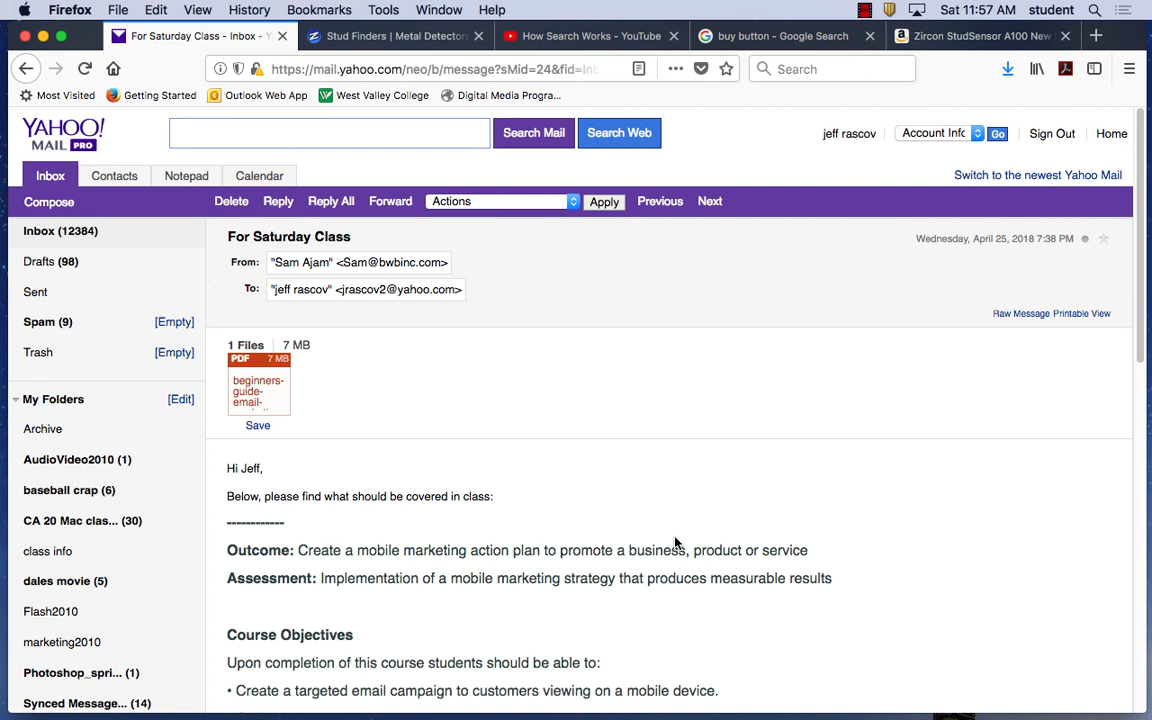 Firefox File Edit View History Bookmarks Tools Window Help Sat 11:57 AM student
For Saturday Class - Inbox - Y Stud Finders | Metal Detectors How Search Works - YouTube buy button - Google Search Zircon StudSensor A100 New
https://mail.yahoo.com/neo/b/message?sMid=24&fid=Inb Search
Most Visited Getting Started Outlook Web App West Valley College Digital Media Progra...
YAHOO!
MAIL PRO
Search Mail Search Web jeff rascov Account Info Go Sign Out Home
Inbox Contacts Notepad Calendar Switch to the newest Yahoo Mail
Compose Delete Reply Reply All Forward Actions Apply Previous Next
Inbox (12384)
Drafts (98)
Sent
Spam (9) [Empty]
Trash [Empty]
My Folders [Edit]
Archive
AudioVideo2010 (1)
baseball crap (6)
CA 20 Mac clas... (30)
class info
dales movie (5)
Flash2010
marketing2010
Photoshop_spri... (1)
Synced Message... (14)
For Saturday Class Wednesday, April 25, 2018 7:38 PM
From: "Sam Ajam" <Sam@bwbinc.com>
To: "jeff rascov" <jrascov2@yahoo.com>
Raw Message Printable View
1 Files 7 MB
PDF 7 MB
beginners-
guide-
email-
Save
Hi Jeff,
Below, please find what should be covered in class:
------------
Outcome: Create a mobile marketing action plan to promote a business, product or service
Assessment: Implementation of a mobile marketing strategy that produces measurable results
Course Objectives
Upon completion of this course students should be able to:
• Create a targeted email campaign to customers viewing on a mobile device.